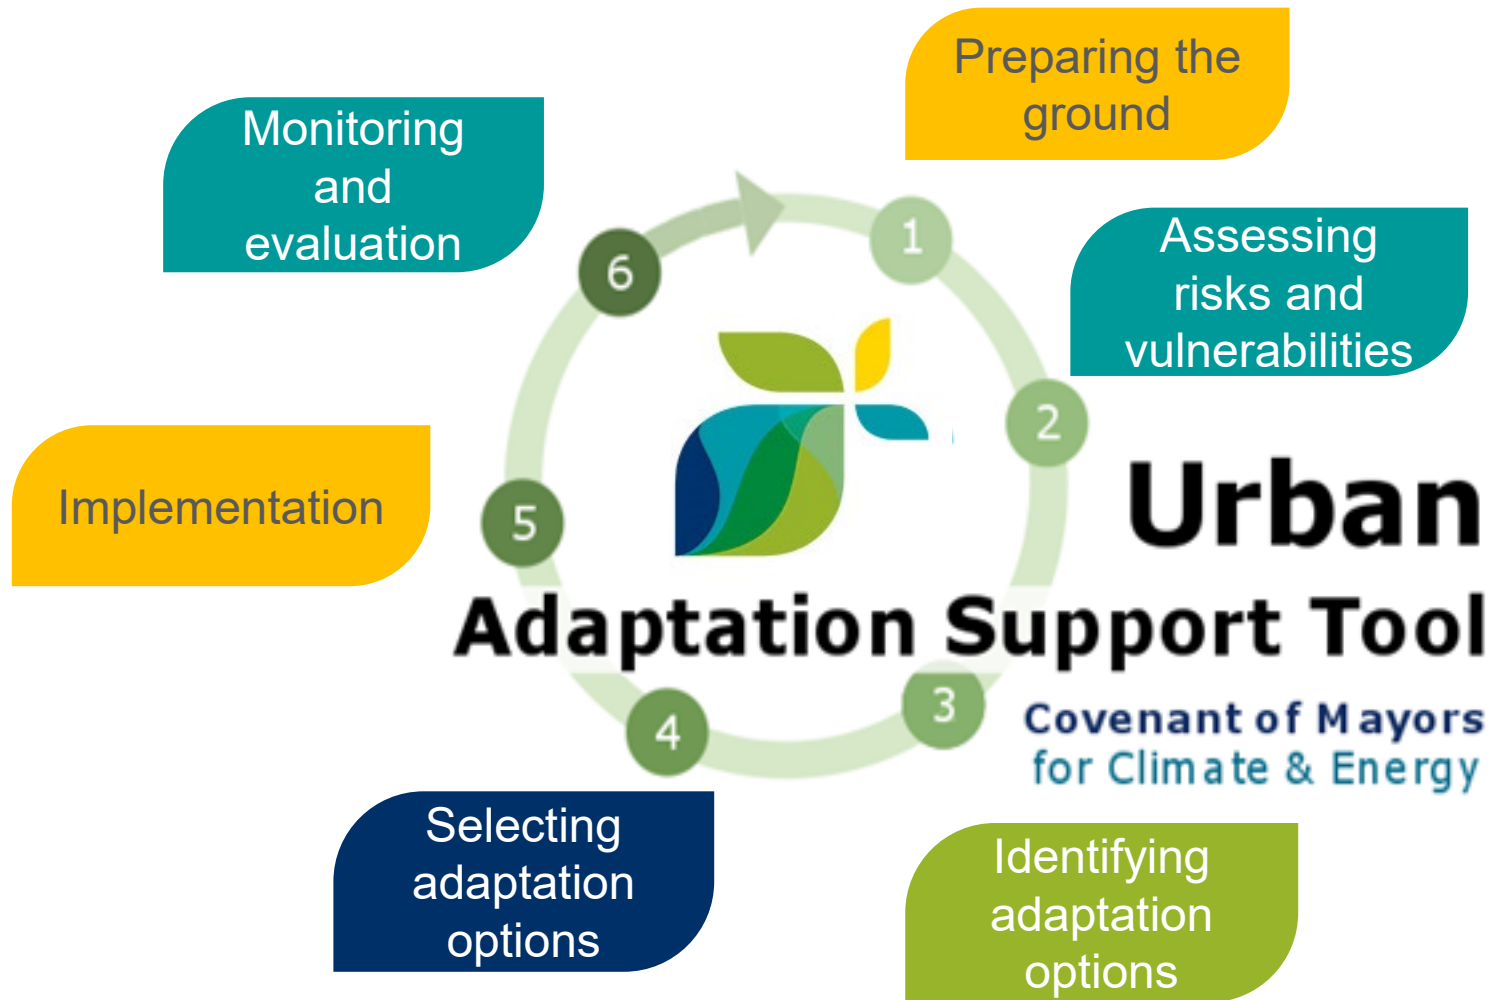 Preparing the
ground
Monitoring
and
evaluation
1
Assessing
risks and
vulnerabilities
6
2
Urban
Implementation
5
Adaptation Support Tool
3
4
Covenant of Mayors
for Climate & Energy
Selecting
adaptation
options
Identifying
adaptation
options